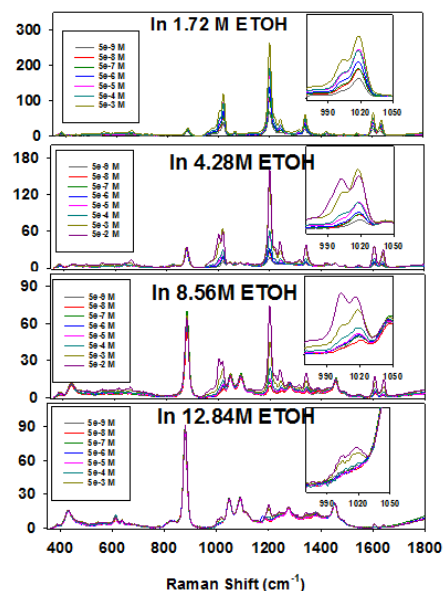 In 1.72 M ETOH
300
200
100
0
5e-9 M
5e-8 M
5e-7 M
5e-6 M
5e-5 M
5e-4 M
5e-3 M
990 1020 1050
In 4.28M ETOH
180
120
60
0
5e-9 M
5e-8 M
5e-7 M
5e-6 M
5e-5 M
5e-4 M
5e-3 M
5e-2 M
990 1020 1050
In 8.56M ETOH
90
60
30
0
5e-9 M
5e-8 M
5e-7 M
5e-6 M
5e-5 M
5e-4 M
5e-3 M
5e-2 M
990 1020 1050
In 12.84M ETOH
90
60
30
0
5e-9 M
5e-8 M
5e-7 M
5e-6 M
5e-5 M
5e-4 M
5e-3 M
990 1020 1050
400 600 800 1000 1200 1400 1600 1800
Raman Shift (cm⁻¹)